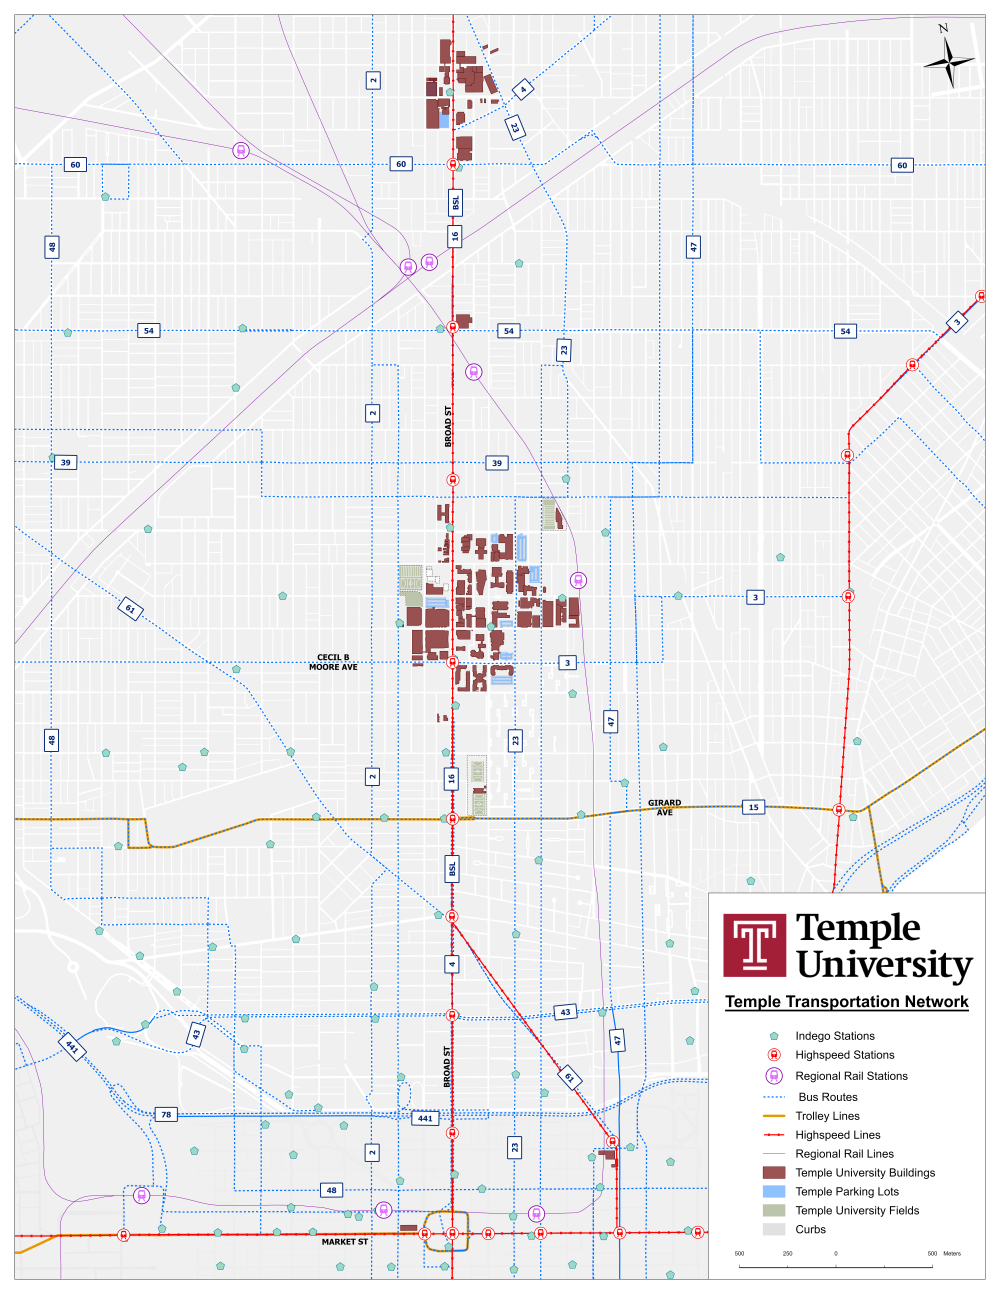 N
2
4
23
60
60
60
BSL
16
48
47
3
54
54
54
23
2
BROAD ST
39
39
61
3
CECIL B
MOORE AVE
3
48
47
23
2
16
GIRARD
AVE
15
BSL
4
43
43
47
441
BROAD ST
61
78
441
2
23
48
MARKET ST
T
Temple
University
Temple Transportation Network
Indego Stations
Highspeed Stations
Regional Rail Stations
Bus Routes
Trolley Lines
Highspeed Lines
Regional Rail Lines
Temple University Buildings
Temple Parking Lots
Temple University Fields
Curbs
500 250 0 500 Meters